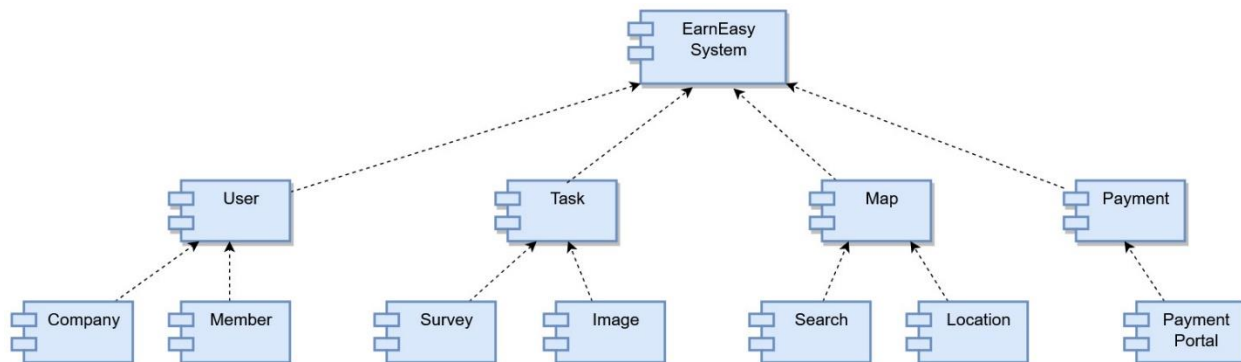 EarnEasy
System
User
Task
Map
Payment
Company
Member
Survey
Image
Search
Location
Payment
Portal